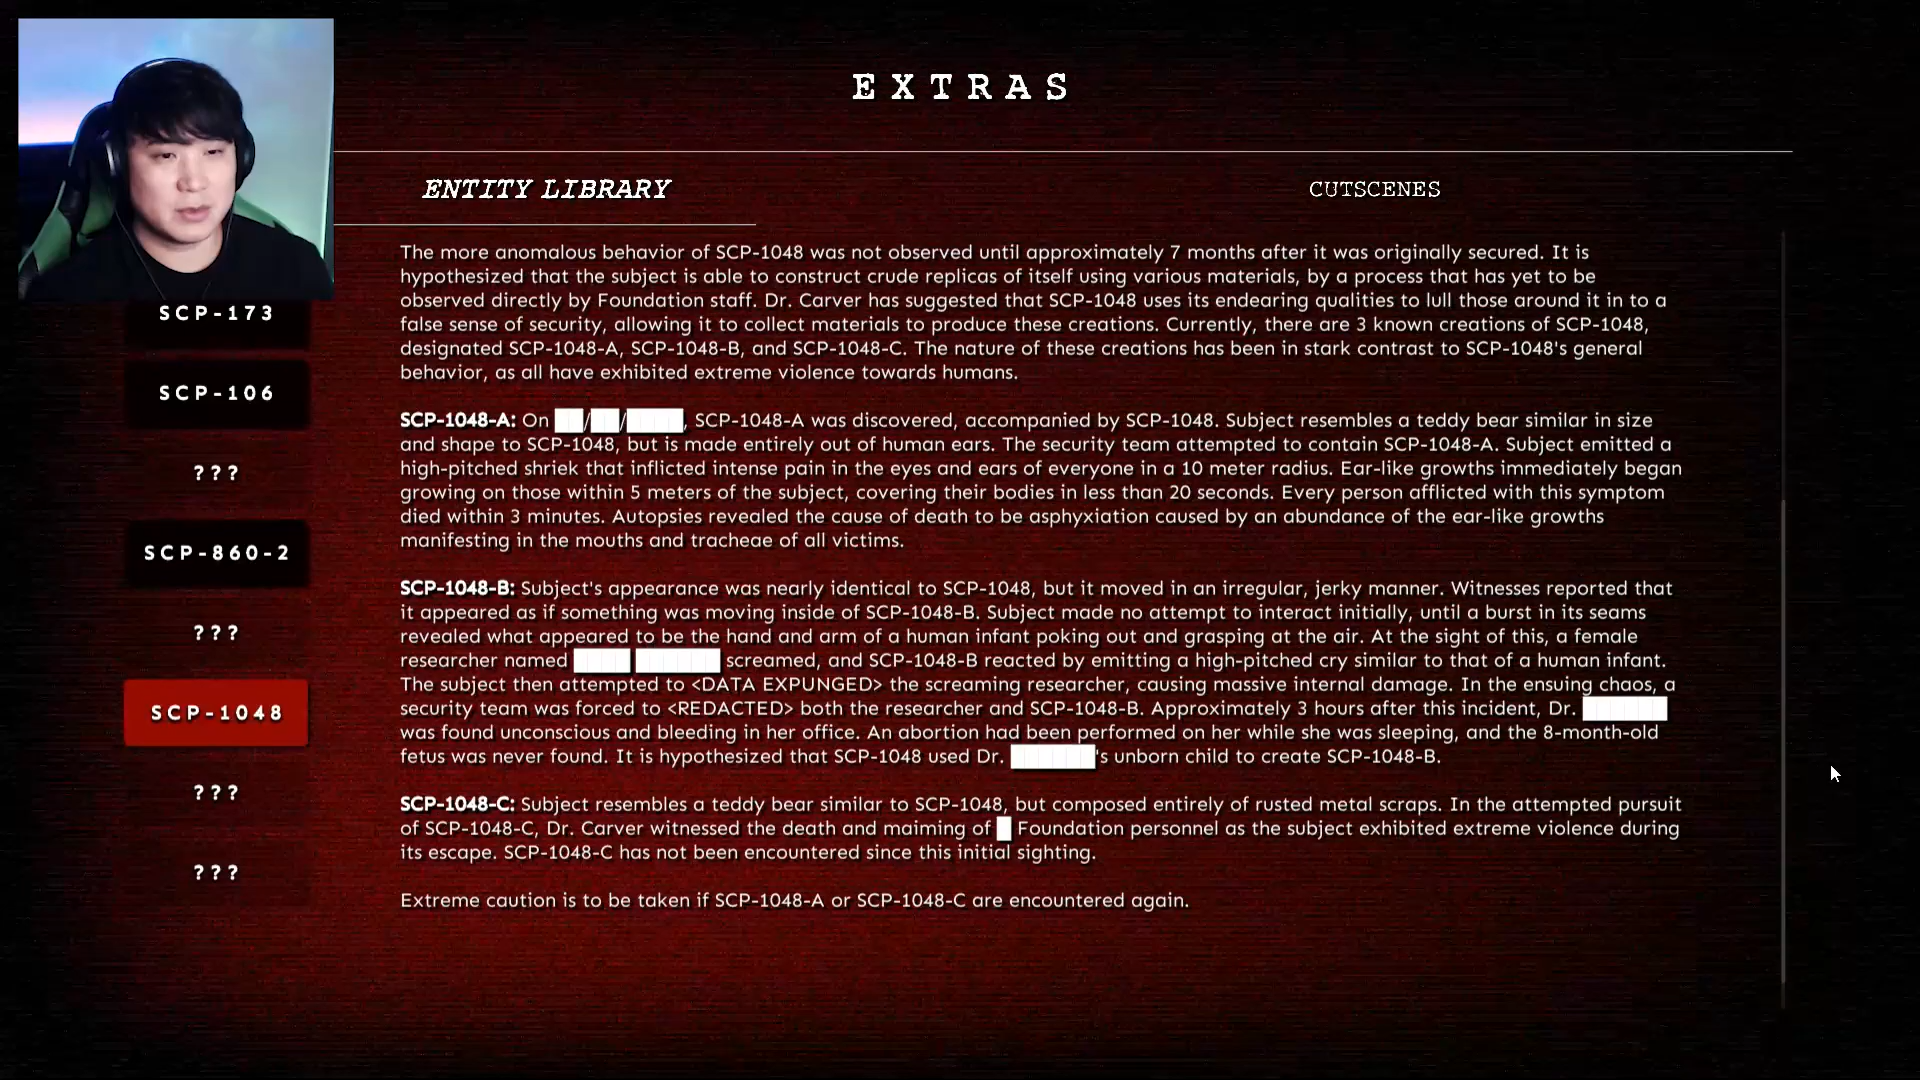 EXTRAS
ENTITY LIBRARY
CUTSCENES
SCP-173
SCP-106
???
SCP-860-2
???
SCP-1048
???
???
The more anomalous behavior of SCP-1048 was not observed until approximately 7 months after it was originally secured. It is
hypothesized that the subject is able to construct crude replicas of itself using various materials, by a process that has yet to be
observed directly by Foundation staff. Dr. Carver has suggested that SCP-1048 uses its endearing qualities to lull those around it in to a
false sense of security, allowing it to collect materials to produce these creations. Currently, there are 3 known creations of SCP-1048,
designated SCP-1048-A, SCP-1048-B, and SCP-1048-C. The nature of these creations has been in stark contrast to SCP-1048's general
behavior, as all have exhibited extreme violence towards humans.
SCP-1048-A: On ██/██/████, SCP-1048-A was discovered, accompanied by SCP-1048. Subject resembles a teddy bear similar in size
and shape to SCP-1048, but is made entirely out of human ears. The security team attempted to contain SCP-1048-A. Subject emitted a
high-pitched shriek that inflicted intense pain in the eyes and ears of everyone in a 10 meter radius. Ear-like growths immediately began
growing on those within 5 meters of the subject, covering their bodies in less than 20 seconds. Every person afflicted with this symptom
died within 3 minutes. Autopsies revealed the cause of death to be asphyxiation caused by an abundance of the ear-like growths
manifesting in the mouths and tracheae of all victims.
SCP-1048-B: Subject's appearance was nearly identical to SCP-1048, but it moved in an irregular, jerky manner. Witnesses reported that
it appeared as if something was moving inside of SCP-1048-B. Subject made no attempt to interact initially, until a burst in its seams
revealed what appeared to be the hand and arm of a human infant poking out and grasping at the air. At the sight of this, a female
researcher named ████ ██████ screamed, and SCP-1048-B reacted by emitting a high-pitched cry similar to that of a human infant.
The subject then attempted to <DATA EXPUNGED> the screaming researcher, causing massive internal damage. In the ensuing chaos, a
security team was forced to <REDACTED> both the researcher and SCP-1048-B. Approximately 3 hours after this incident, Dr. ██████
was found unconscious and bleeding in her office. An abortion had been performed on her while she was sleeping, and the 8-month-old
fetus was never found. It is hypothesized that SCP-1048 used Dr. ██████'s unborn child to create SCP-1048-B.
SCP-1048-C: Subject resembles a teddy bear similar to SCP-1048, but composed entirely of rusted metal scraps. In the attempted pursuit
of SCP-1048-C, Dr. Carver witnessed the death and maiming of █ Foundation personnel as the subject exhibited extreme violence during
its escape. SCP-1048-C has not been encountered since this initial sighting.
Extreme caution is to be taken if SCP-1048-A or SCP-1048-C are encountered again.